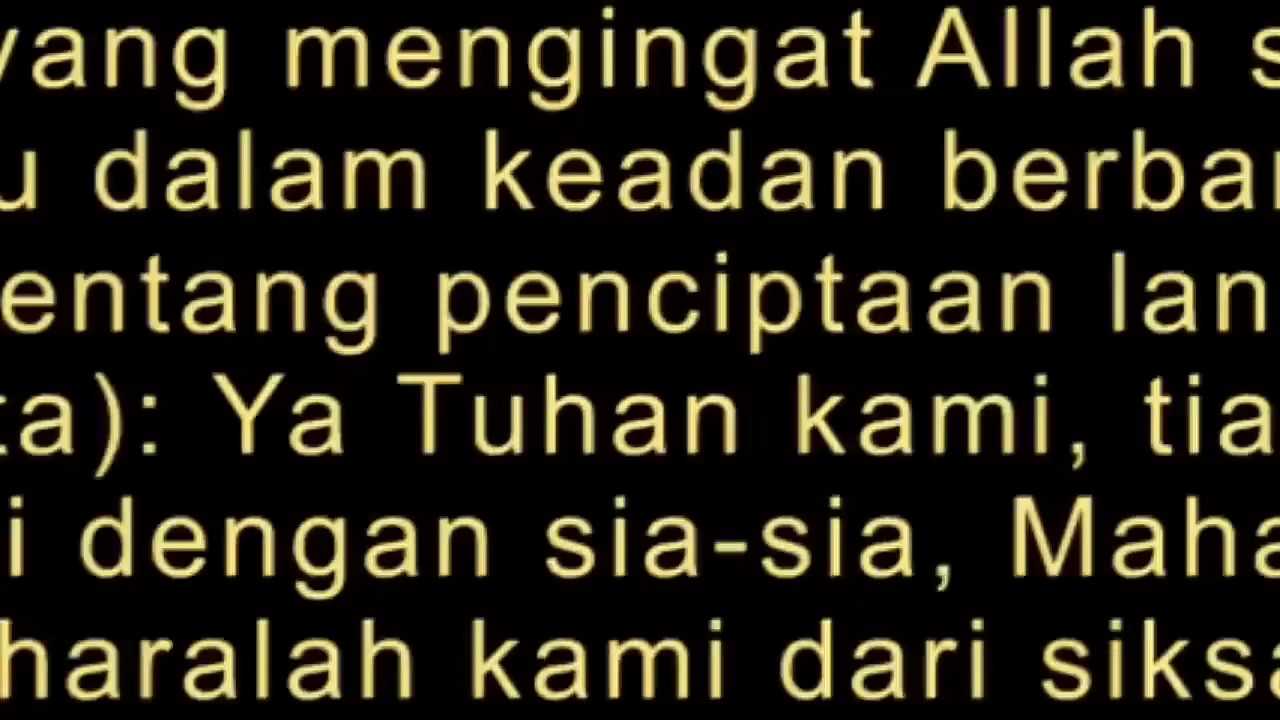 yang mengingat Allah s
u dalam keadan berba
entang penciptaan lan
ta): Ya Tuhan kami, tia
i dengan sia-sia, Maha
haralah kami dari siksa